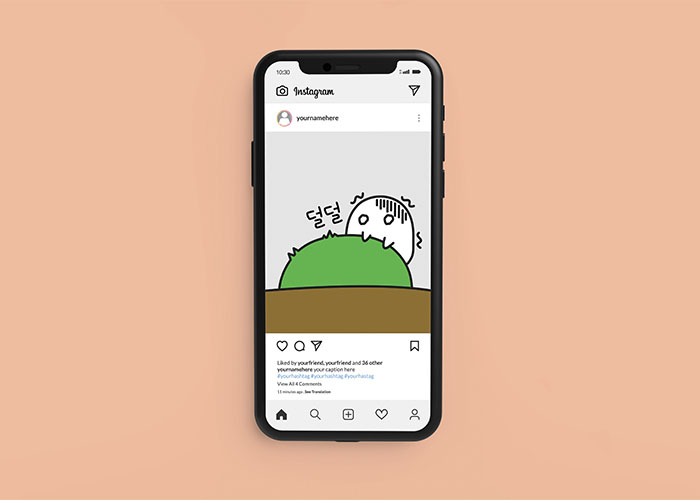 10:30
Instagram
yournamehere
덜덜
Liked by yourfriend, yourfriend and 36 other
yournamehere your caption here
#yourhashtag #yourhashtag #yourhastag
View All 4 Comments
15 minutes ago See Translation